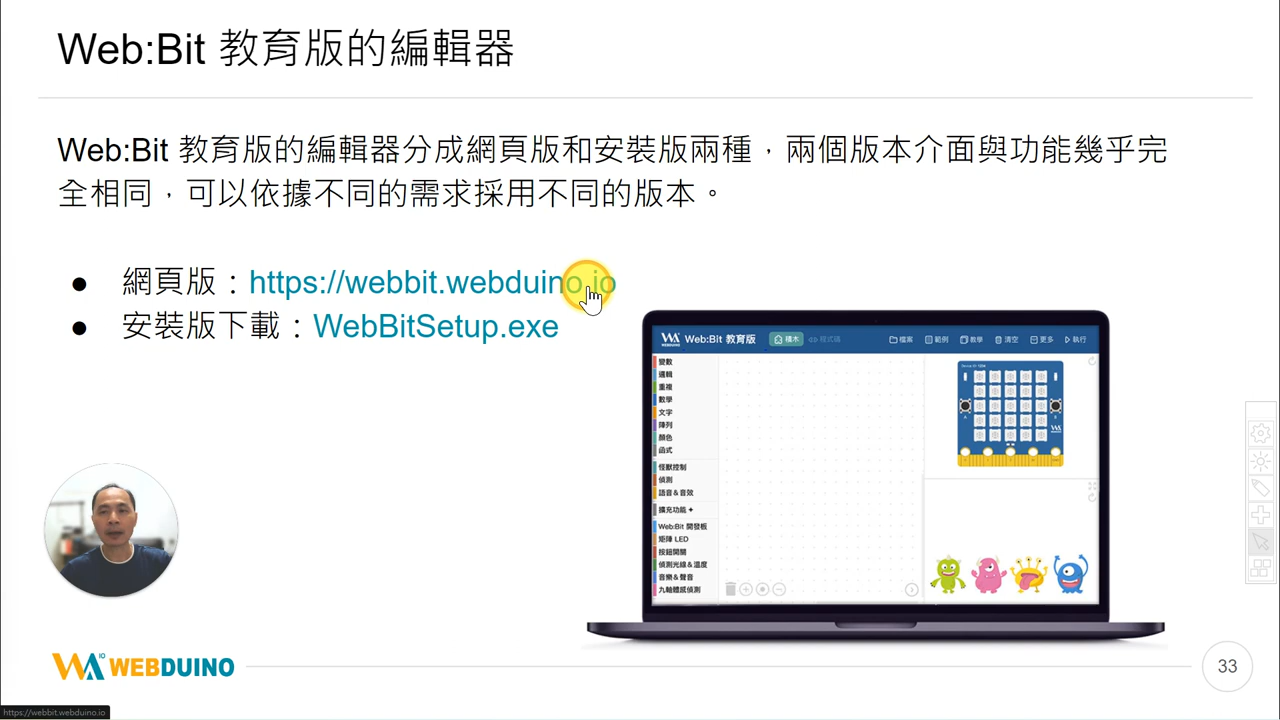 Web:Bit 教育版的編輯器
Web:Bit 教育版的編輯器分成網頁版和安裝版兩種，兩個版本介面與功能幾乎完
全相同，可以依據不同的需求採用不同的版本。
● 網頁版：https://webbit.webduino.io
● 安裝版下載：WebBitSetup.exe
WEBDUINO Web:Bit 教育版 積木 程式碼 檔案 範例 教學 清空 更多 執行
變數
邏輯
重複
數學
文字
陣列
顏色
函式
怪獸控制
偵測
語音&音效
擴充功能 +
Web:Bit 開發板
矩陣 LED
按鈕開關
偵測光線&溫度
音樂&聲音
九軸體感偵測
A
B
WEBDUINO
33
https://webbit.webduino.io